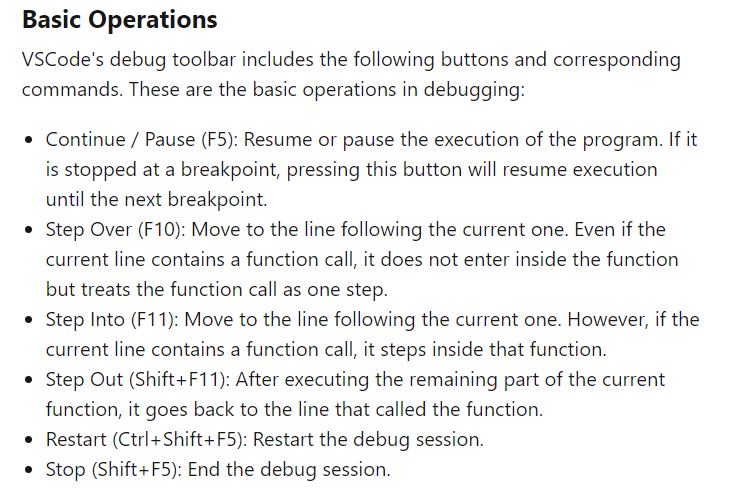 Basic Operations
VSCode's debug toolbar includes the following buttons and corresponding
commands. These are the basic operations in debugging:
• Continue / Pause (F5): Resume or pause the execution of the program. If it
is stopped at a breakpoint, pressing this button will resume execution
until the next breakpoint.
• Step Over (F10): Move to the line following the current one. Even if the
current line contains a function call, it does not enter inside the function
but treats the function call as one step.
• Step Into (F11): Move to the line following the current one. However, if the
current line contains a function call, it steps inside that function.
• Step Out (Shift+F11): After executing the remaining part of the current
function, it goes back to the line that called the function.
• Restart (Ctrl+Shift+F5): Restart the debug session.
• Stop (Shift+F5): End the debug session.